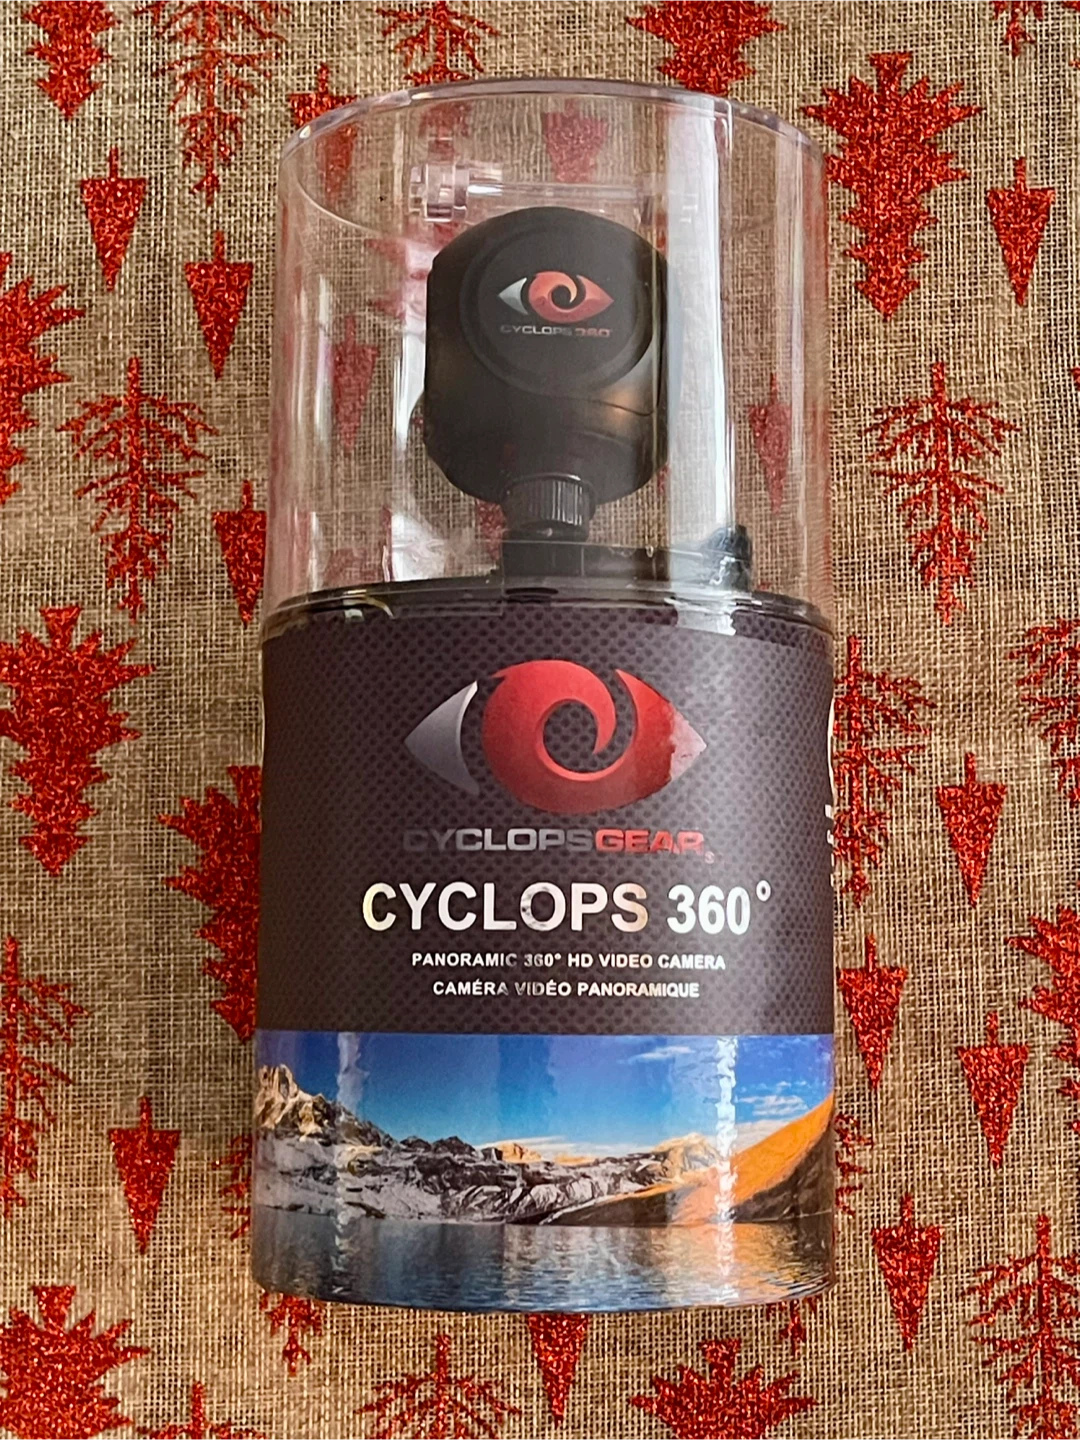 CYCLOPS 360°
CYCLOPSGEAR
CYCLOPS 360°
PANORAMIC 360° HD VIDEO CAMERA
CAMÉRA VIDÉO PANORAMIQUE